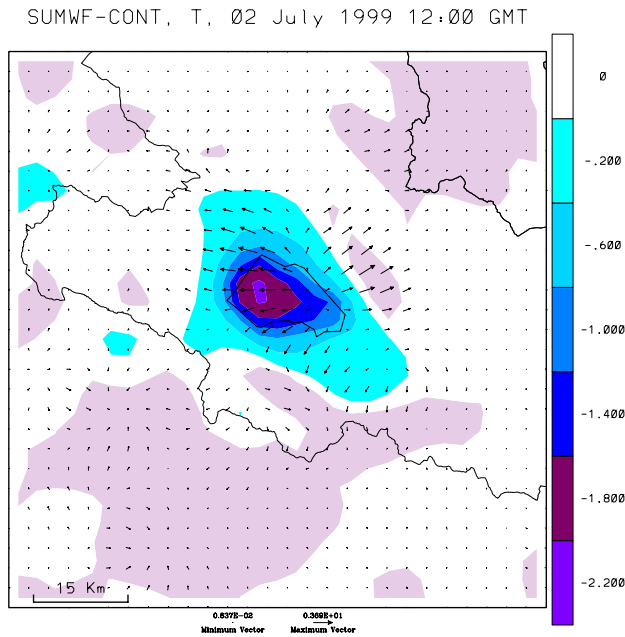 SUMWF-CONT, T, 02 July 1999 12:00 GMT
0
-.200
-.600
-1.000
-1.400
-1.800
-2.200
15 Km
0.637E-02 0.369E+01
Minimum Vector Maximum Vector